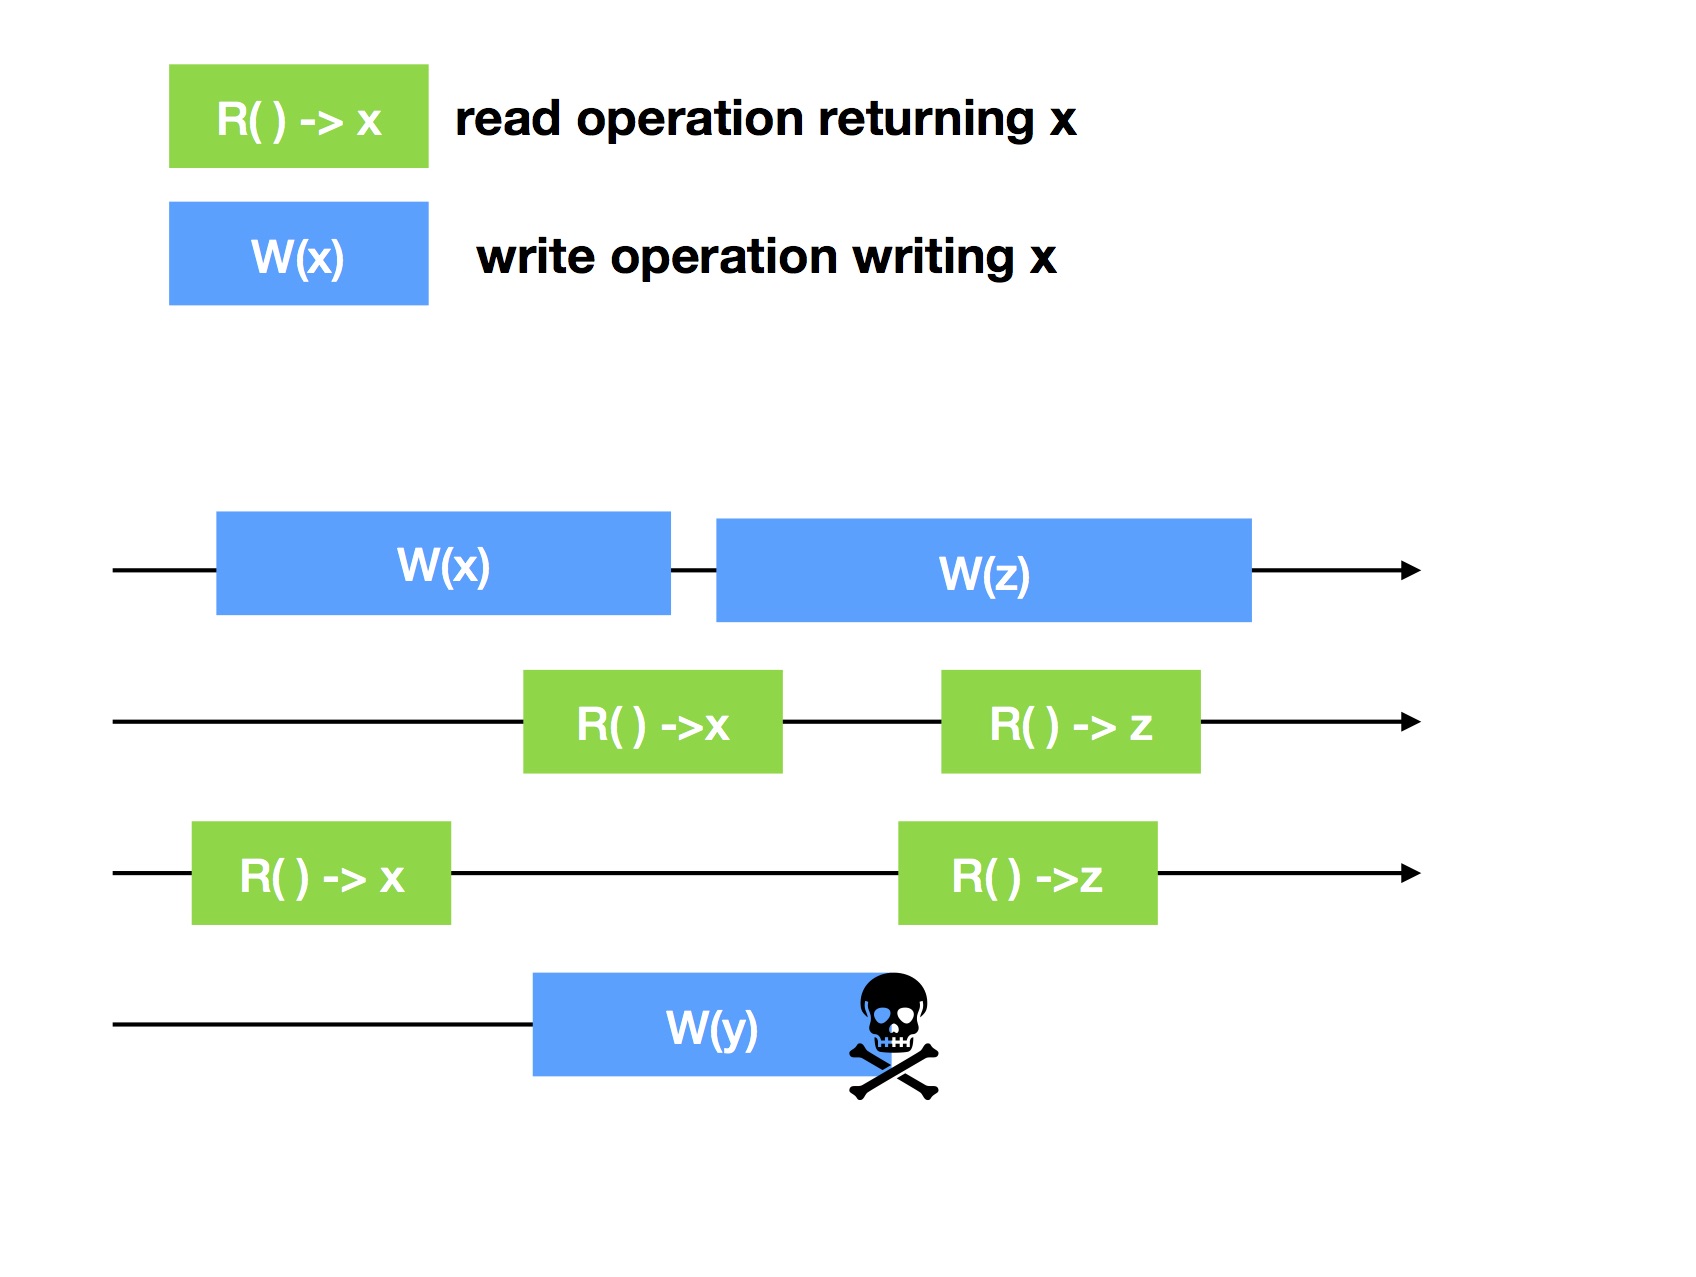 R( ) -> x
read operation returning x
W(x)
write operation writing x
W(x)
W(z)
R( ) ->x
R( ) -> z
R( ) -> x
R( ) ->z
W(y)